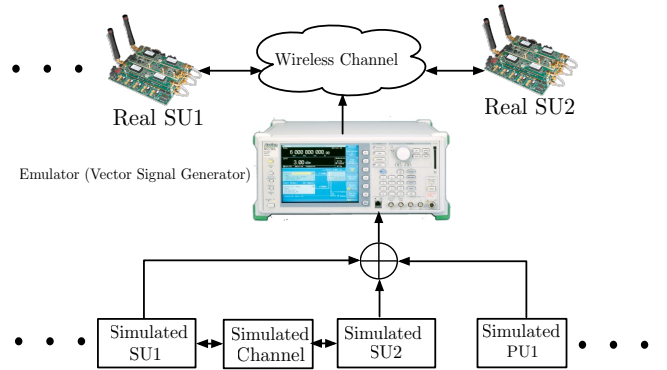 Wireless Channel
Real SU1
Real SU2
6 000 000 000.
Emulator (Vector Signal Generator)
Simulated
SU1
Simulated
Channel
Simulated
SU2
Simulated
PU1